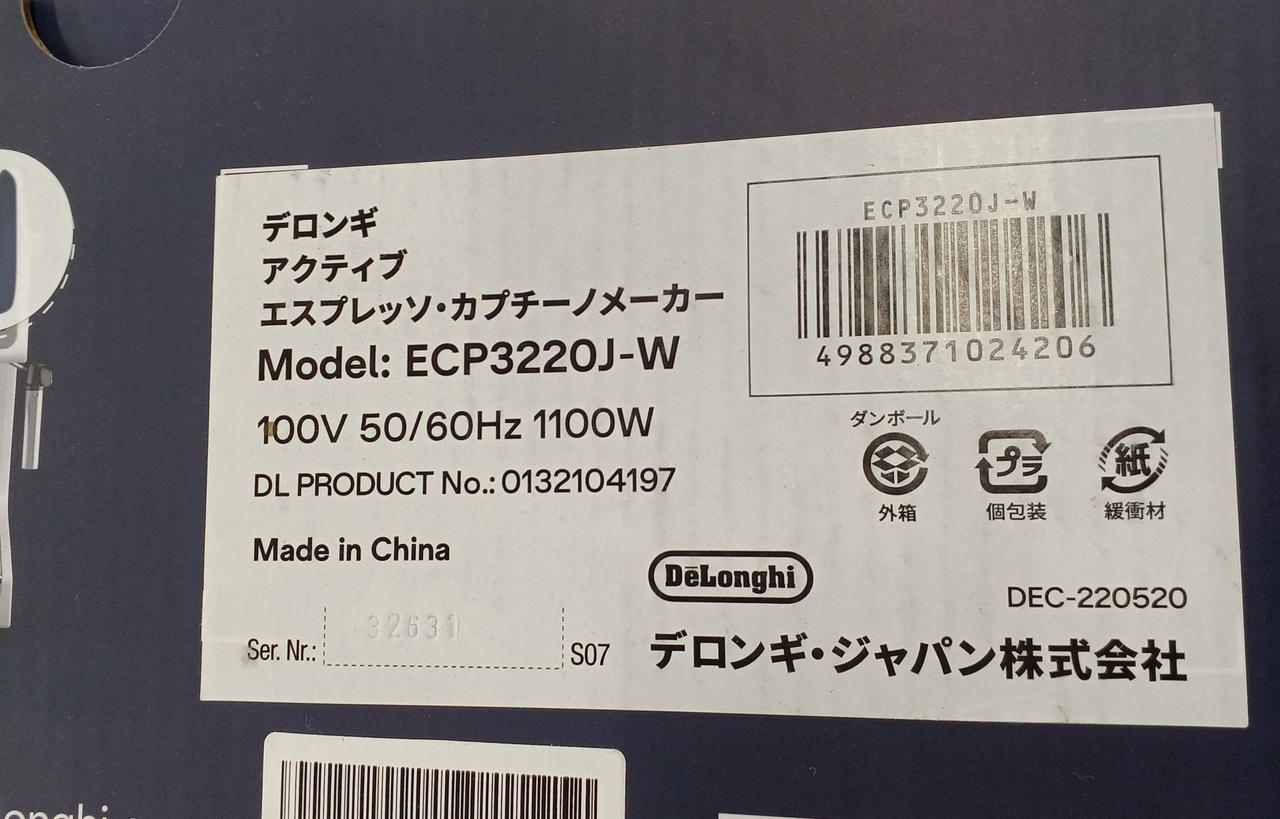 デロンギ
アクティブ
エスプレッソ・カプチーノメーカー
Model: ECP3220J-W
100V 50/60Hz 1100W
DL PRODUCT No.: 0132104197
Made in China
Ser. Nr.: 32631 S07
ECP3220J-W
4988371024206
ダンボール
外箱
プラ
個包装
紙
緩衝材
DeLonghi
DEC-220520
デロンギ・ジャパン株式会社